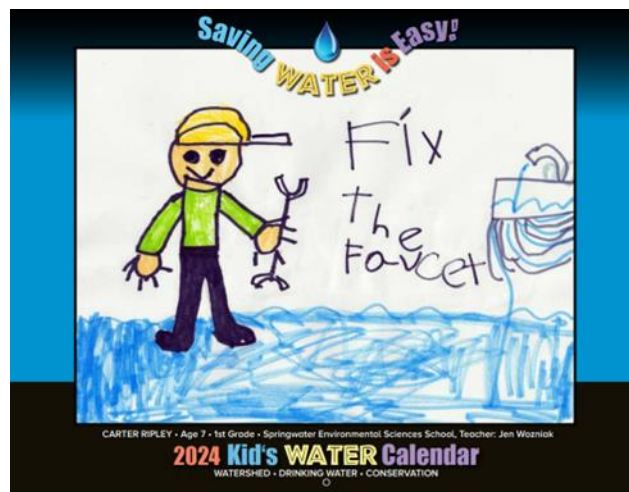 Saving WATER Is Easy!
Fix
the
Faucet
CARTER RIPLEY • Age 7 • 1st Grade • Springwater Environmental Sciences School, Teacher: Jen Wozniak
2024 Kid's WATER Calendar
WATERSHED • DRINKING WATER • CONSERVATION